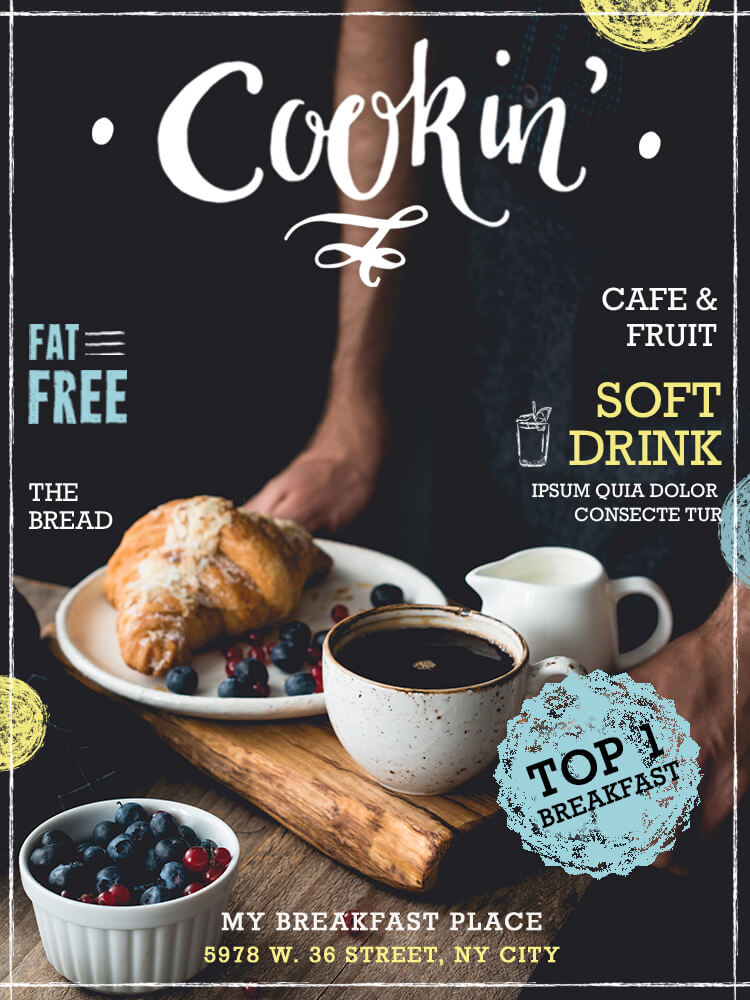 Cookin'
CAFE &
FRUIT
FAT
FREE
SOFT
DRINK
IPSUM QUIA DOLOR
CONSECTE TUR
THE
BREAD
TOP 1
BREAKFAST
MY BREAKFAST PLACE
5978 W. 36 STREET, NY CITY